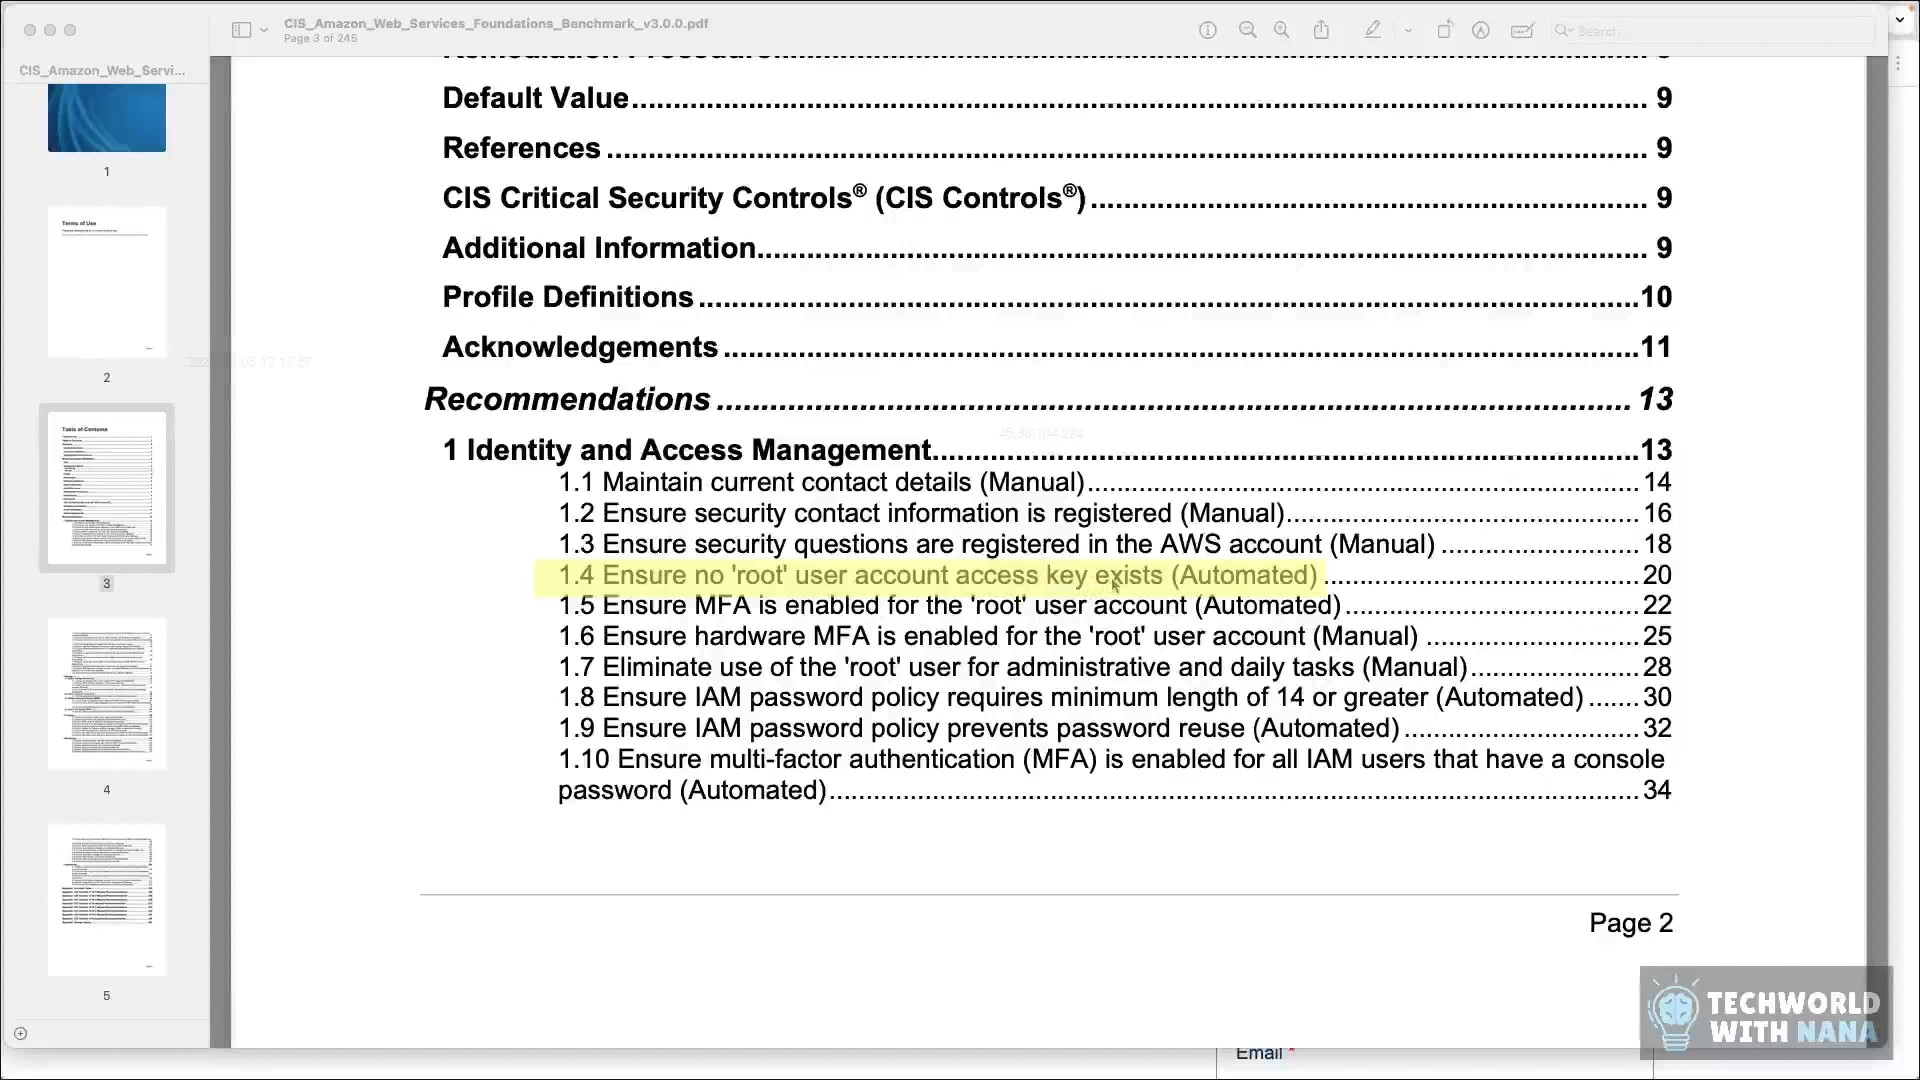 CIS_Amazon_Web_Services_Foundations_Benchmark_v3.0.0.pdf
Page 3 of 245
Search
CIS_Amazon_Web_Servi...
1
Terms of Use
2
Table of Contents
3
4
5
Default Value 9
References 9
CIS Critical Security Controls® (CIS Controls®) 9
Additional Information 9
Profile Definitions 10
Acknowledgements 11
Recommendations 13
1 Identity and Access Management 13
1.1 Maintain current contact details (Manual) 14
1.2 Ensure security contact information is registered (Manual) 16
1.3 Ensure security questions are registered in the AWS account (Manual) 18
1.4 Ensure no 'root' user account access key exists (Automated) 20
1.5 Ensure MFA is enabled for the 'root' user account (Automated) 22
1.6 Ensure hardware MFA is enabled for the 'root' user account (Manual) 25
1.7 Eliminate use of the 'root' user for administrative and daily tasks (Manual) 28
1.8 Ensure IAM password policy requires minimum length of 14 or greater (Automated) 30
1.9 Ensure IAM password policy prevents password reuse (Automated) 32
1.10 Ensure multi-factor authentication (MFA) is enabled for all IAM users that have a console
password (Automated) 34
Page 2
TECHWORLD
WITH NANA
Email *